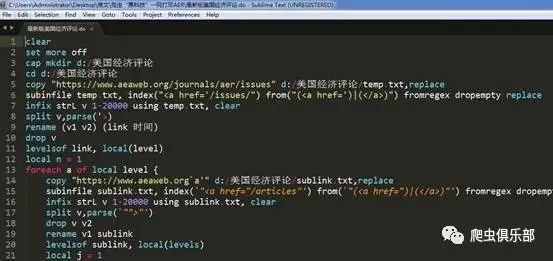 C:\Users\Administrator\Desktop\推文\爬虫“黑科技”一网打尽AER\最新版美国经济评论.do - Sublime Text (UNREGISTERED)
File Edit Selection Find View Goto Tools Project Preferences Help
最新版美国经济评论.do
1 clear
2 set more off
3 cap mkdir d:/美国经济评论
4 cd d:/美国经济评论
5 copy "https://www.aeaweb.org/journals/aer/issues" d:/美国经济评论/temp.txt,replace
6 subinfile temp.txt, index("<a href='/issues/") from("(<a href=')|(</a>)") fromregex dropempty replace
7 infix strL v 1-20000 using temp.txt, clear
8 split v,parse('>)
9 rename (v1 v2) (link 时间)
10 drop v
11 levelsof link, local(level)
12 local n = 1
13 foreach a of local level {
14 copy "https://www.aeaweb.org`a'" d:/美国经济评论/sublink.txt,replace
15 subinfile sublink.txt, index(`"<a href="/articles"') from(`"(<a href=")|(</a>)"') fromregex dropempt
16 infix strL v 1-20000 using sublink.txt, clear
17 split v,parse(`"">"')
18 drop v v2
19 rename v1 sublink
20 levelsof sublink, local(levels)
21 local j = 1
爬虫俱乐部